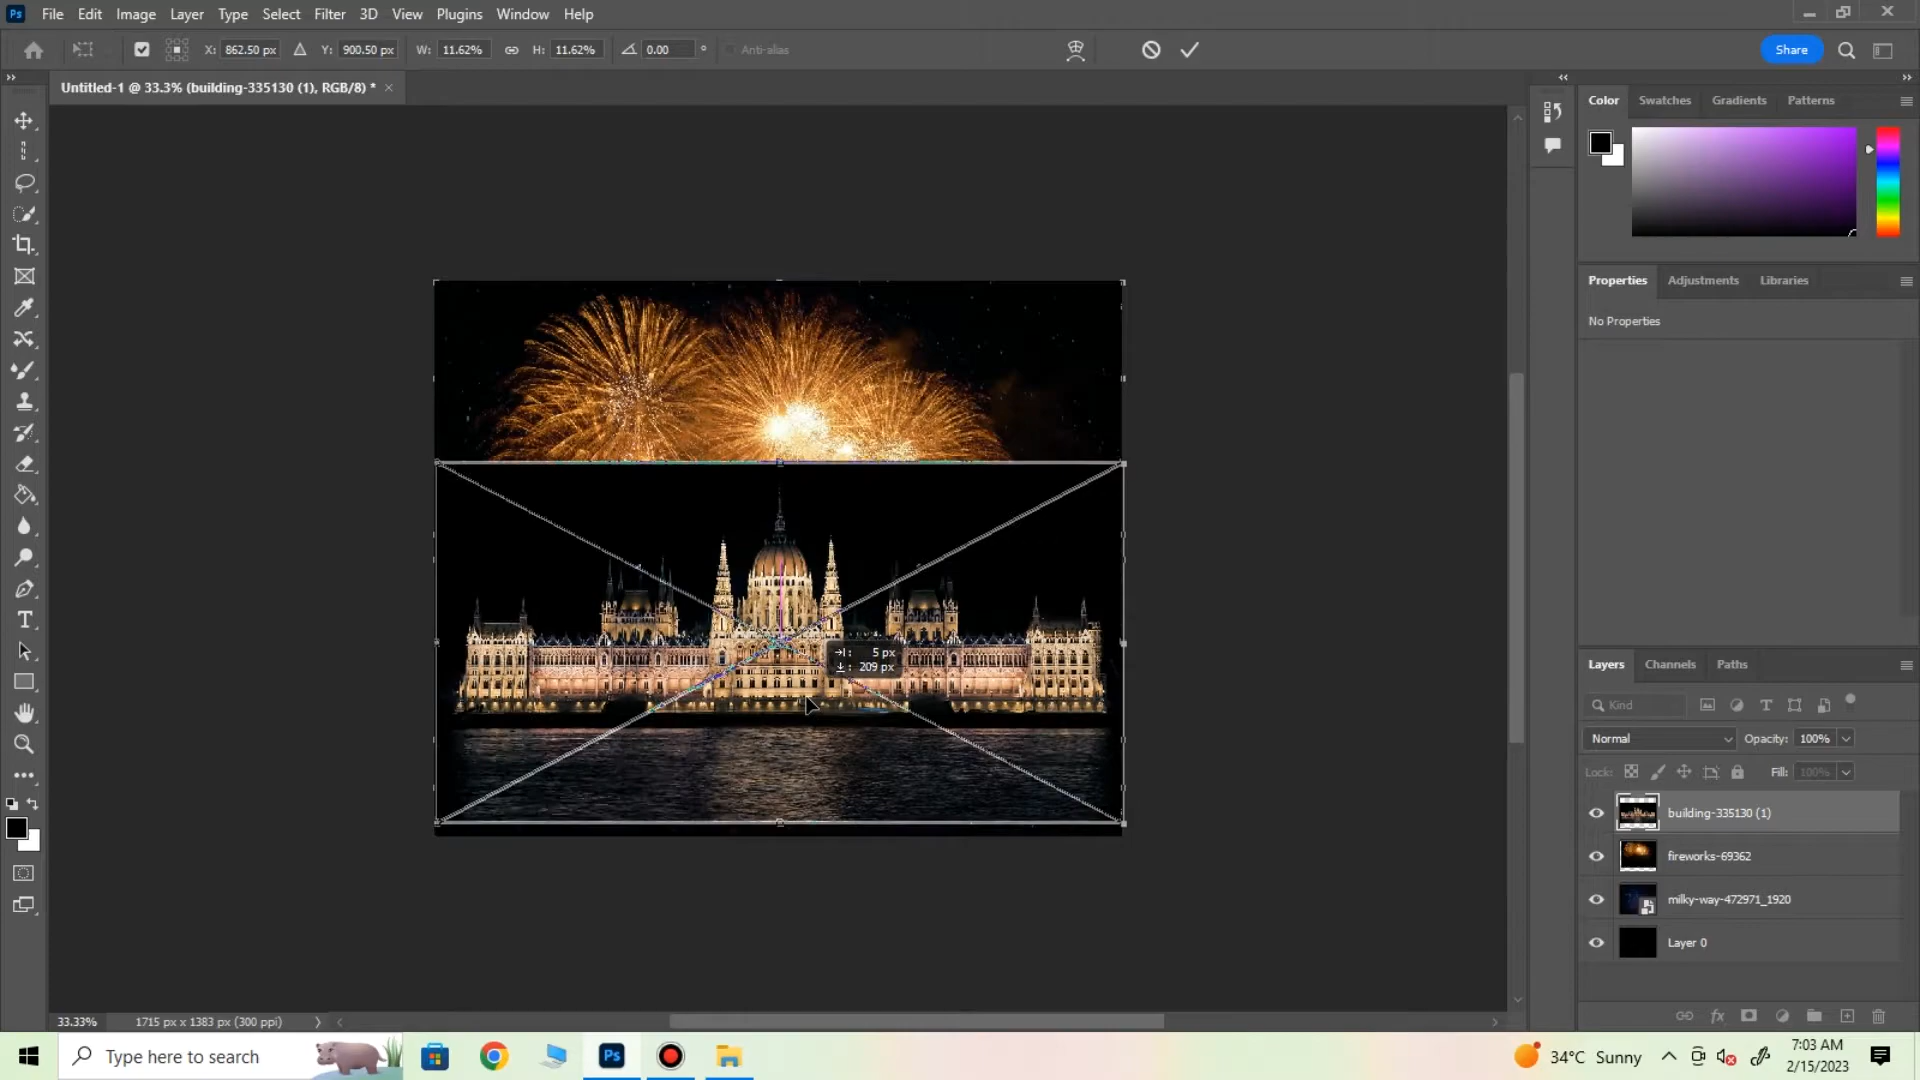 Ps File Edit Image Layer Type Select Filter 3D View Plugins Window Help
X: 862.50 px Y: 900.50 px W: 11.62% H: 11.62% 0.00 ° Anti-alias Share
Untitled-1 @ 33.3% (building-335130 (1), RGB/8) * ×
Color Swatches Gradients Patterns
Properties Adjustments Libraries
No Properties
5 px
209 px
Layers Channels Paths
Kind
Normal Opacity: 100%
Lock: Fill: 100%
building-335130 (1)
fireworks-69362
milky-way-472971_1920
Layer 0
fx
33.33% 1715 px x 1383 px (300 ppi)
Type here to search Ps 34°C Sunny
7:03 AM
2/15/2023